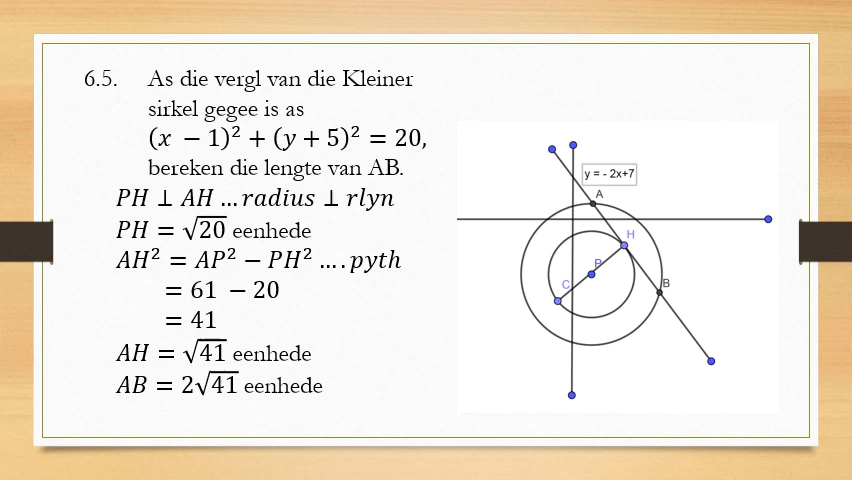 6.5. As die vergl van die Kleiner
sirkel gegee is as
(x − 1)² + (y + 5)² = 20,
bereken die lengte van AB.
PH ⊥ AH … radius ⊥ rlyn
PH = √20 eenhede
AH² = AP² − PH² …. pyth
= 61 − 20
= 41
AH = √41 eenhede
AB = 2√41 eenhede
y = - 2x+7
A
H
P
C
B